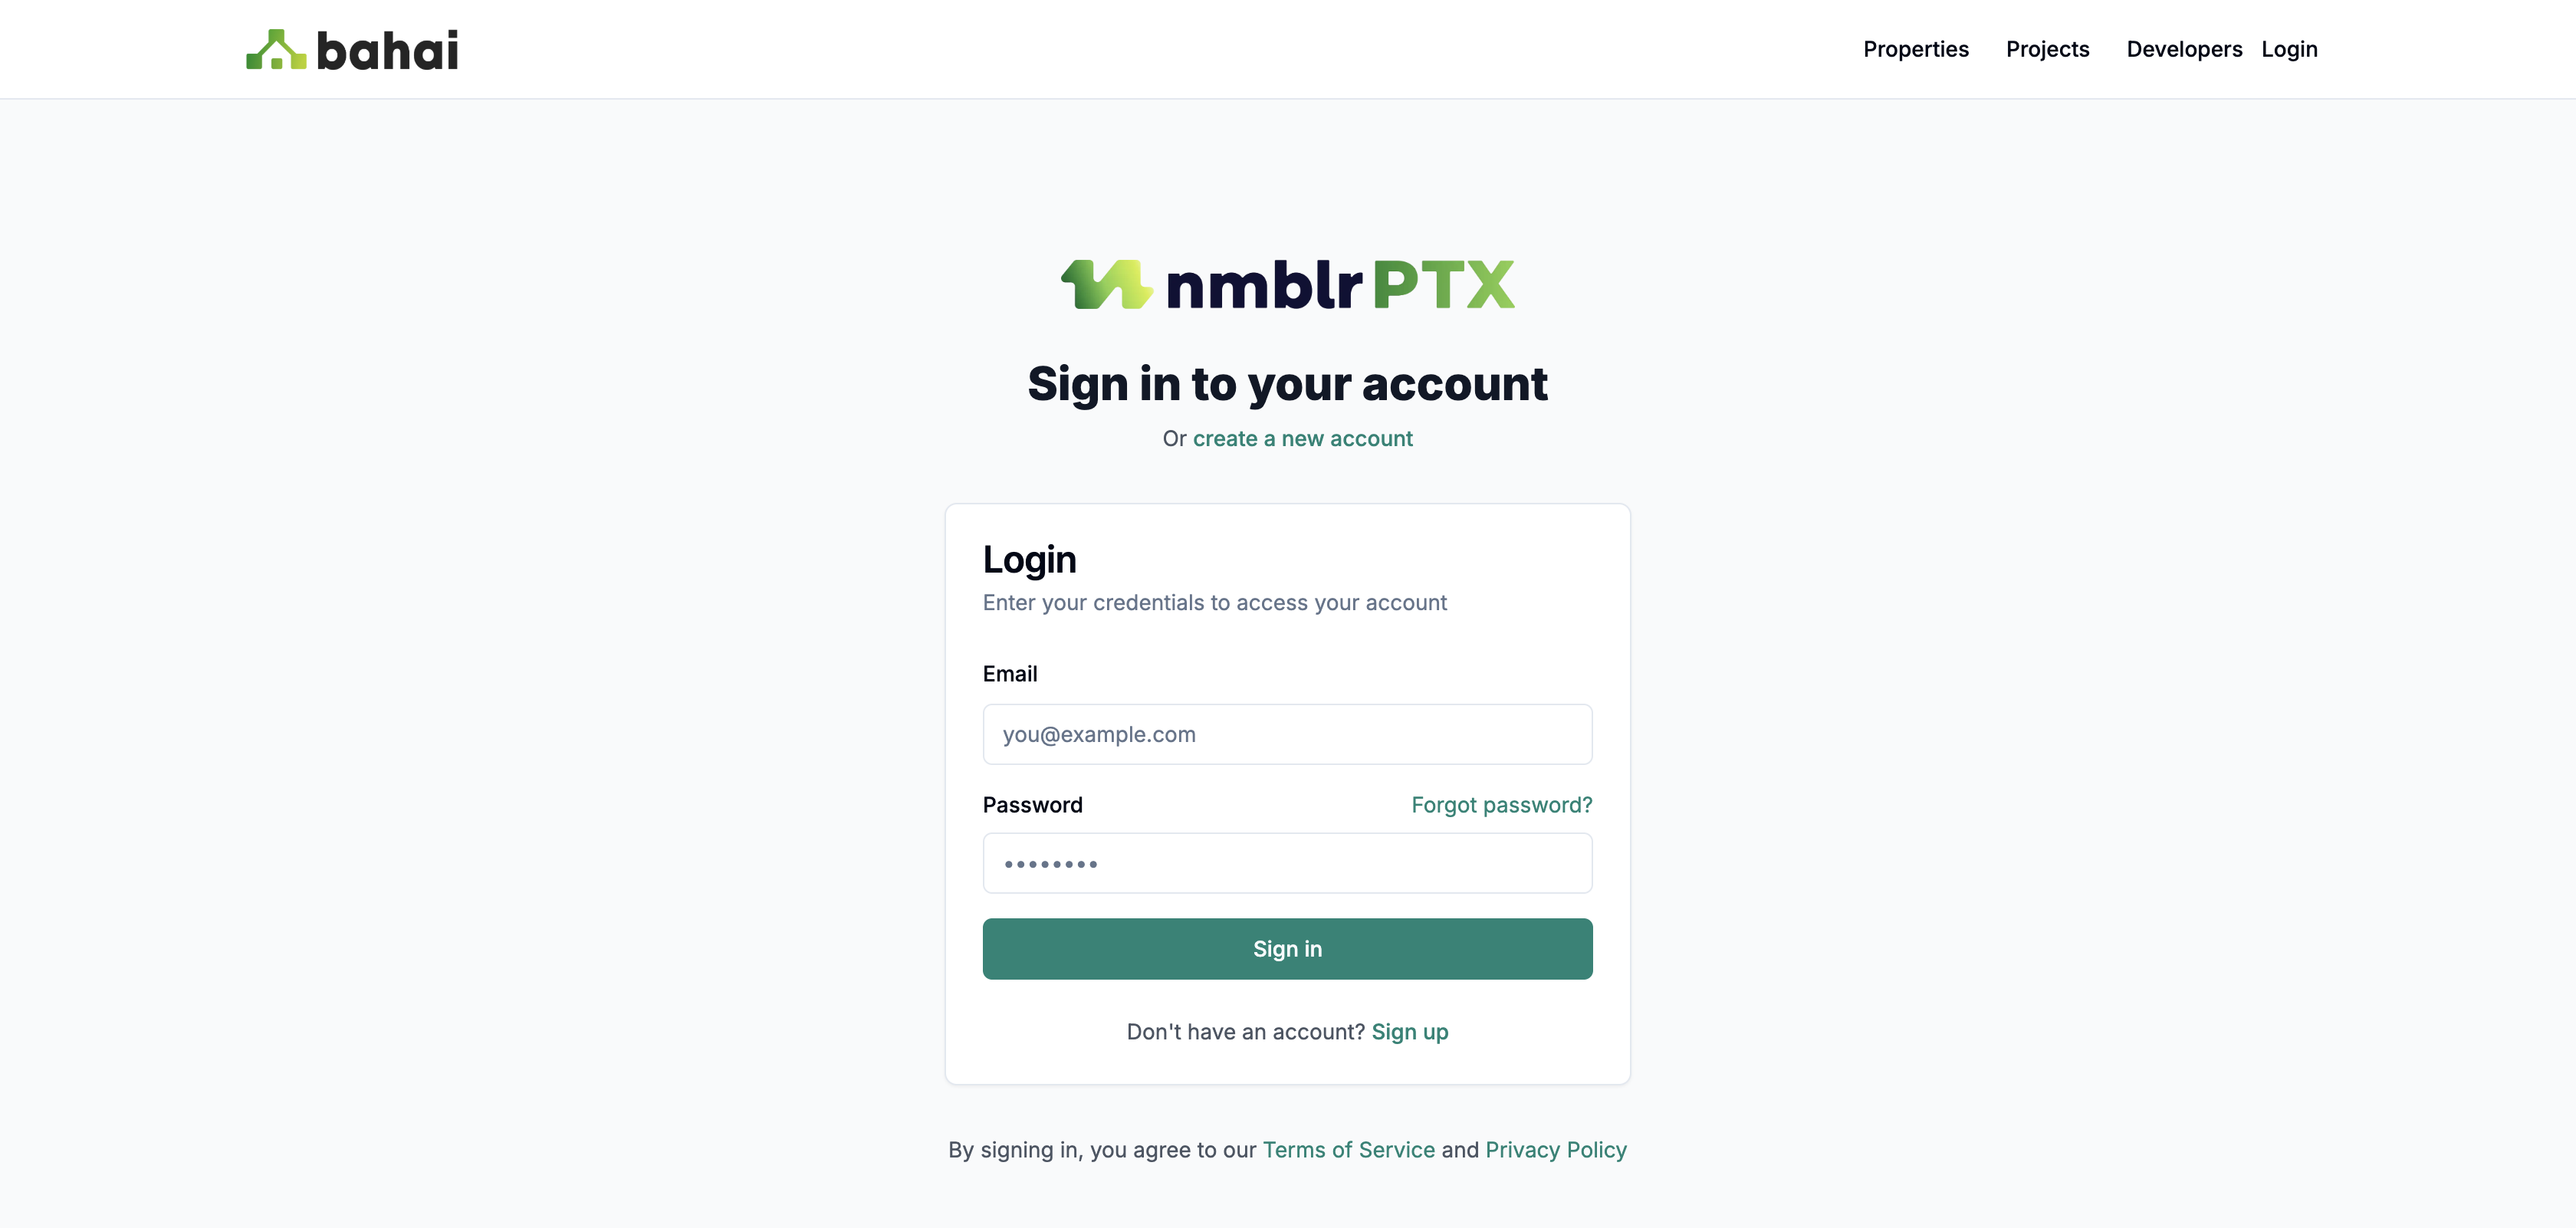 bahai
Properties Projects Developers Login
nmblr PTX
Sign in to your account
Or create a new account
Login
Enter your credentials to access your account
Email
you@example.com
Password Forgot password?
••••••••
Sign in
Don't have an account? Sign up
By signing in, you agree to our Terms of Service and Privacy Policy